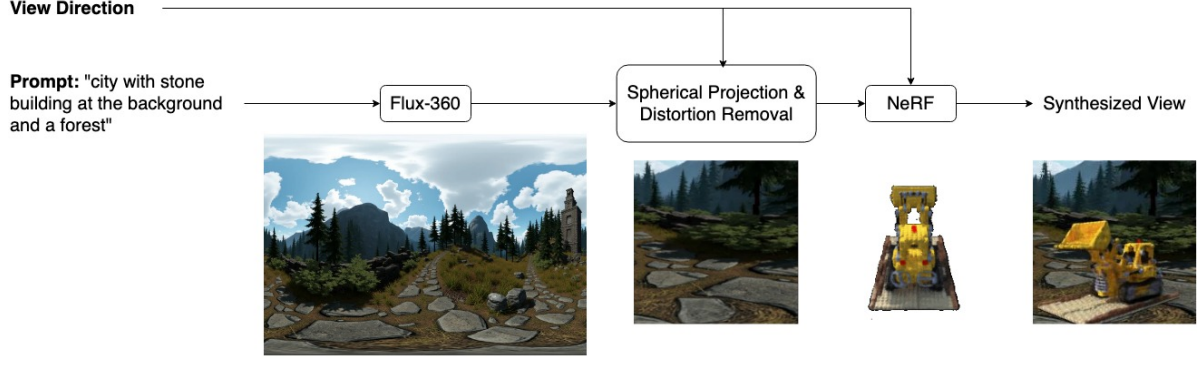 View Direction
Prompt: "city with stone
building at the background
and a forest"
Flux-360
Spherical Projection &
Distortion Removal
NeRF
Synthesized View